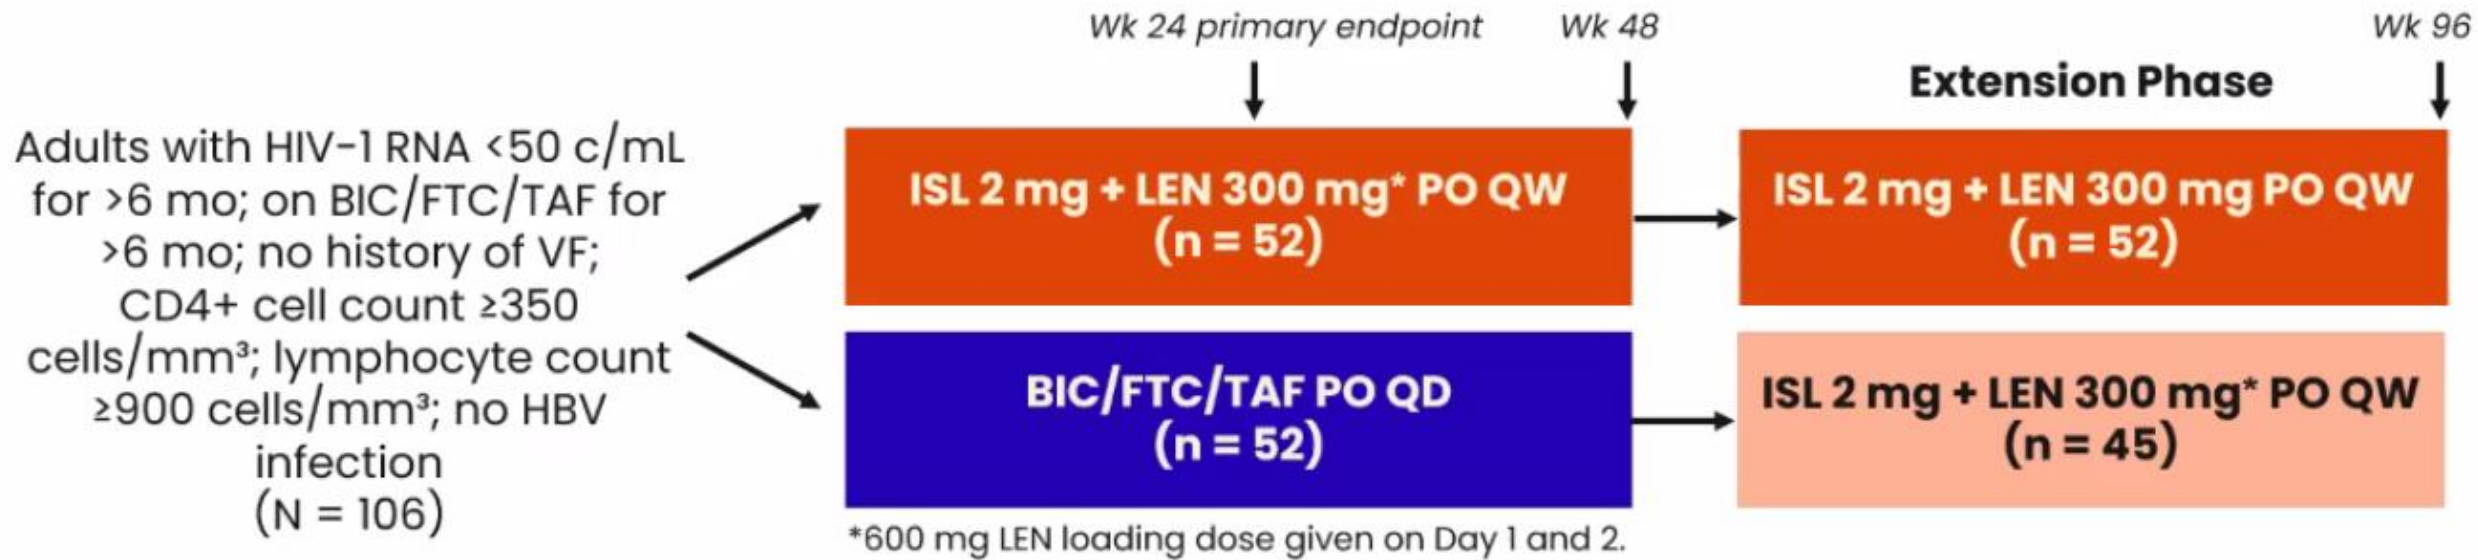 Wk 24 primary endpoint
Wk 48
Wk 96
Extension Phase
Adults with HIV-1 RNA <50 c/mL
for >6 mo; on BIC/FTC/TAF for
>6 mo; no history of VF;
CD4+ cell count ≥350
cells/mm³; lymphocyte count
≥900 cells/mm³; no HBV
infection
(N = 106)
ISL 2 mg + LEN 300 mg* PO QW
(n = 52)
ISL 2 mg + LEN 300 mg PO QW
(n = 52)
BIC/FTC/TAF PO QD
(n = 52)
ISL 2 mg + LEN 300 mg* PO QW
(n = 45)
*600 mg LEN loading dose given on Day 1 and 2.